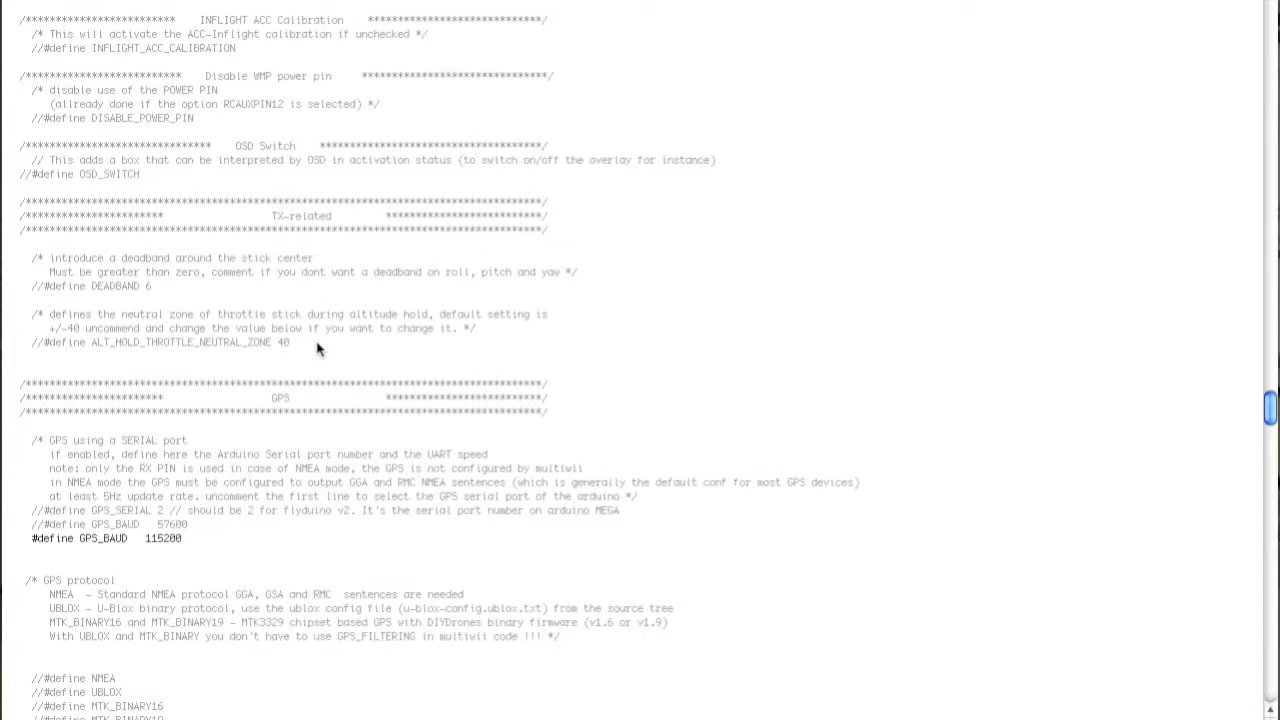 /************************* INFLIGHT ACC Calibration *****************************/
/* This will activate the ACC-Inflight calibration if unchecked */
//#define INFLIGHT_ACC_CALIBRATION
/************************** Disable WMP power pin *******************************/
/* disable use of the POWER PIN
(allready done if the option RCAUXPIN12 is selected) */
//#define DISABLE_POWER_PIN
/******************************* OSD Switch *************************************/
// This adds a box that can be interpreted by OSD in activation status (to switch on/off the overlay for instance)
//#define OSD_SWITCH
/**************************************************************************************/
/*********************** TX-related **************************/
/**************************************************************************************/
/* introduce a deadband around the stick center
Must be greater than zero, comment if you dont want a deadband on roll, pitch and yaw */
//#define DEADBAND 6
/* defines the neutral zone of throttle stick during altitude hold, default setting is
+/-40 uncommend and change the value below if you want to change it. */
//#define ALT_HOLD_THROTTLE_NEUTRAL_ZONE 40
/**************************************************************************************/
/*********************** GPS **************************/
/**************************************************************************************/
/* GPS using a SERIAL port
if enabled, define here the Arduino Serial port number and the UART speed
note: only the RX PIN is used in case of NMEA mode, the GPS is not configured by multiwii
in NMEA mode the GPS must be configured to output GGA and RMC NMEA sentences (which is generally the default conf for most GPS devices)
at least 5Hz update rate. uncomment the first line to select the GPS serial port of the arduino */
//#define GPS_SERIAL 2 // should be 2 for flyduino v2. It's the serial port number on arduino MEGA
//#define GPS_BAUD 57600
#define GPS_BAUD 115200
/* GPS protocol
NMEA - Standard NMEA protocol GGA, GSA and RMC sentences are needed
UBLOX - U-Blox binary protocol, use the ublox config file (u-blox-config.ublox.txt) from the source tree
MTK_BINARY16 and MTK_BINARY19 - MTK3329 chipset based GPS with DIYDrones binary firmware (v1.6 or v1.9)
With UBLOX and MTK_BINARY you don't have to use GPS_FILTERING in multiwii code !!! */
//#define NMEA
//#define UBLOX
//#define MTK_BINARY16
//#define MTK_BINARY19